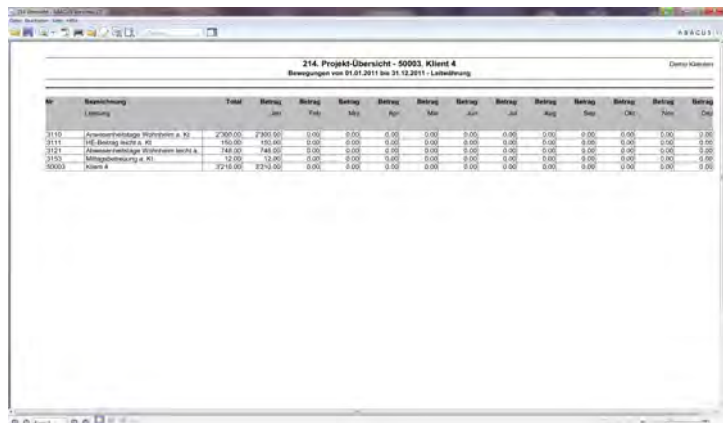 ABACUS
214. Projekt-Übersicht - 50003. Klient 4
Demo Klienten
Bewegungen von 01.01.2011 bis 31.12.2011 - Leitwährung
Nr Bezeichnung Total Betrag Betrag Betrag Betrag Betrag Betrag Betrag Betrag Betrag Betrag Betrag Betrag
Leistung Jan Feb Mrz Apr Mai Jun Jul Aug Sep Okt Nov Dez
3110 Anwesenheitstage Wohnheim a. Kl 2'300.00 2'300.00 0.00 0.00 0.00 0.00 0.00 0.00 0.00 0.00 0.00 0.00 0.00
3111 HE-Beitrag leicht a. Kl 150.00 150.00 0.00 0.00 0.00 0.00 0.00 0.00 0.00 0.00 0.00 0.00 0.00
3121 Abwesenheitstage Wohnheim leicht a. 748.00 748.00 0.00 0.00 0.00 0.00 0.00 0.00 0.00 0.00 0.00 0.00 0.00
3153 Mittagsbetreuung a. Kl 12.00 12.00 0.00 0.00 0.00 0.00 0.00 0.00 0.00 0.00 0.00 0.00 0.00
50003 Klient 4 3'210.00 3'210.00 0.00 0.00 0.00 0.00 0.00 0.00 0.00 0.00 0.00 0.00 0.00